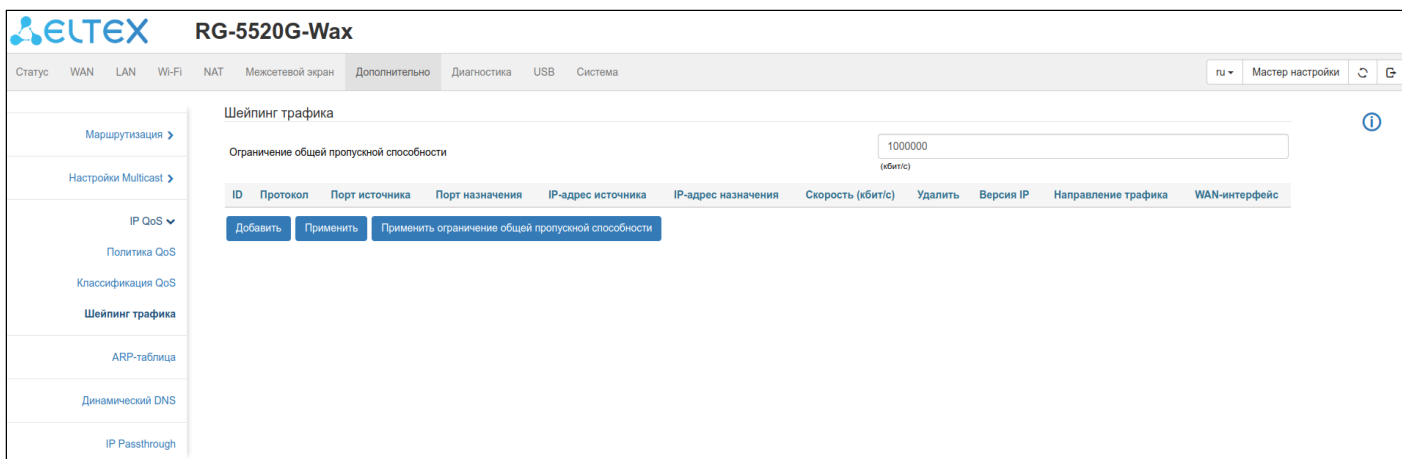 ELTEX RG-5520G-Wax
Статус WAN LAN Wi-Fi NAT Межсетевой экран Дополнительно Диагностика USB Система ru Мастер настройки
Шейпинг трафика
Маршрутизация
Ограничение общей пропускной способности 1000000
(кбит/с)
Настройки Multicast
ID Протокол Порт источника Порт назначения IP-адрес источника IP-адрес назначения Скорость (кбит/с) Удалить Версия IP Направление трафика WAN-интерфейс
IP QoS
Добавить Применить Применить ограничение общей пропускной способности
Политика QoS
Классификация QoS
Шейпинг трафика
ARP-таблица
Динамический DNS
IP Passthrough